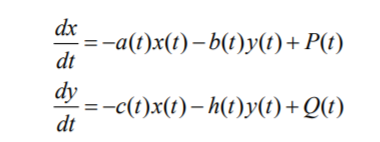 dx/dt = -a(t)x(t) - b(t)y(t) + P(t)
dy/dt = -c(t)x(t) - h(t)y(t) + Q(t)